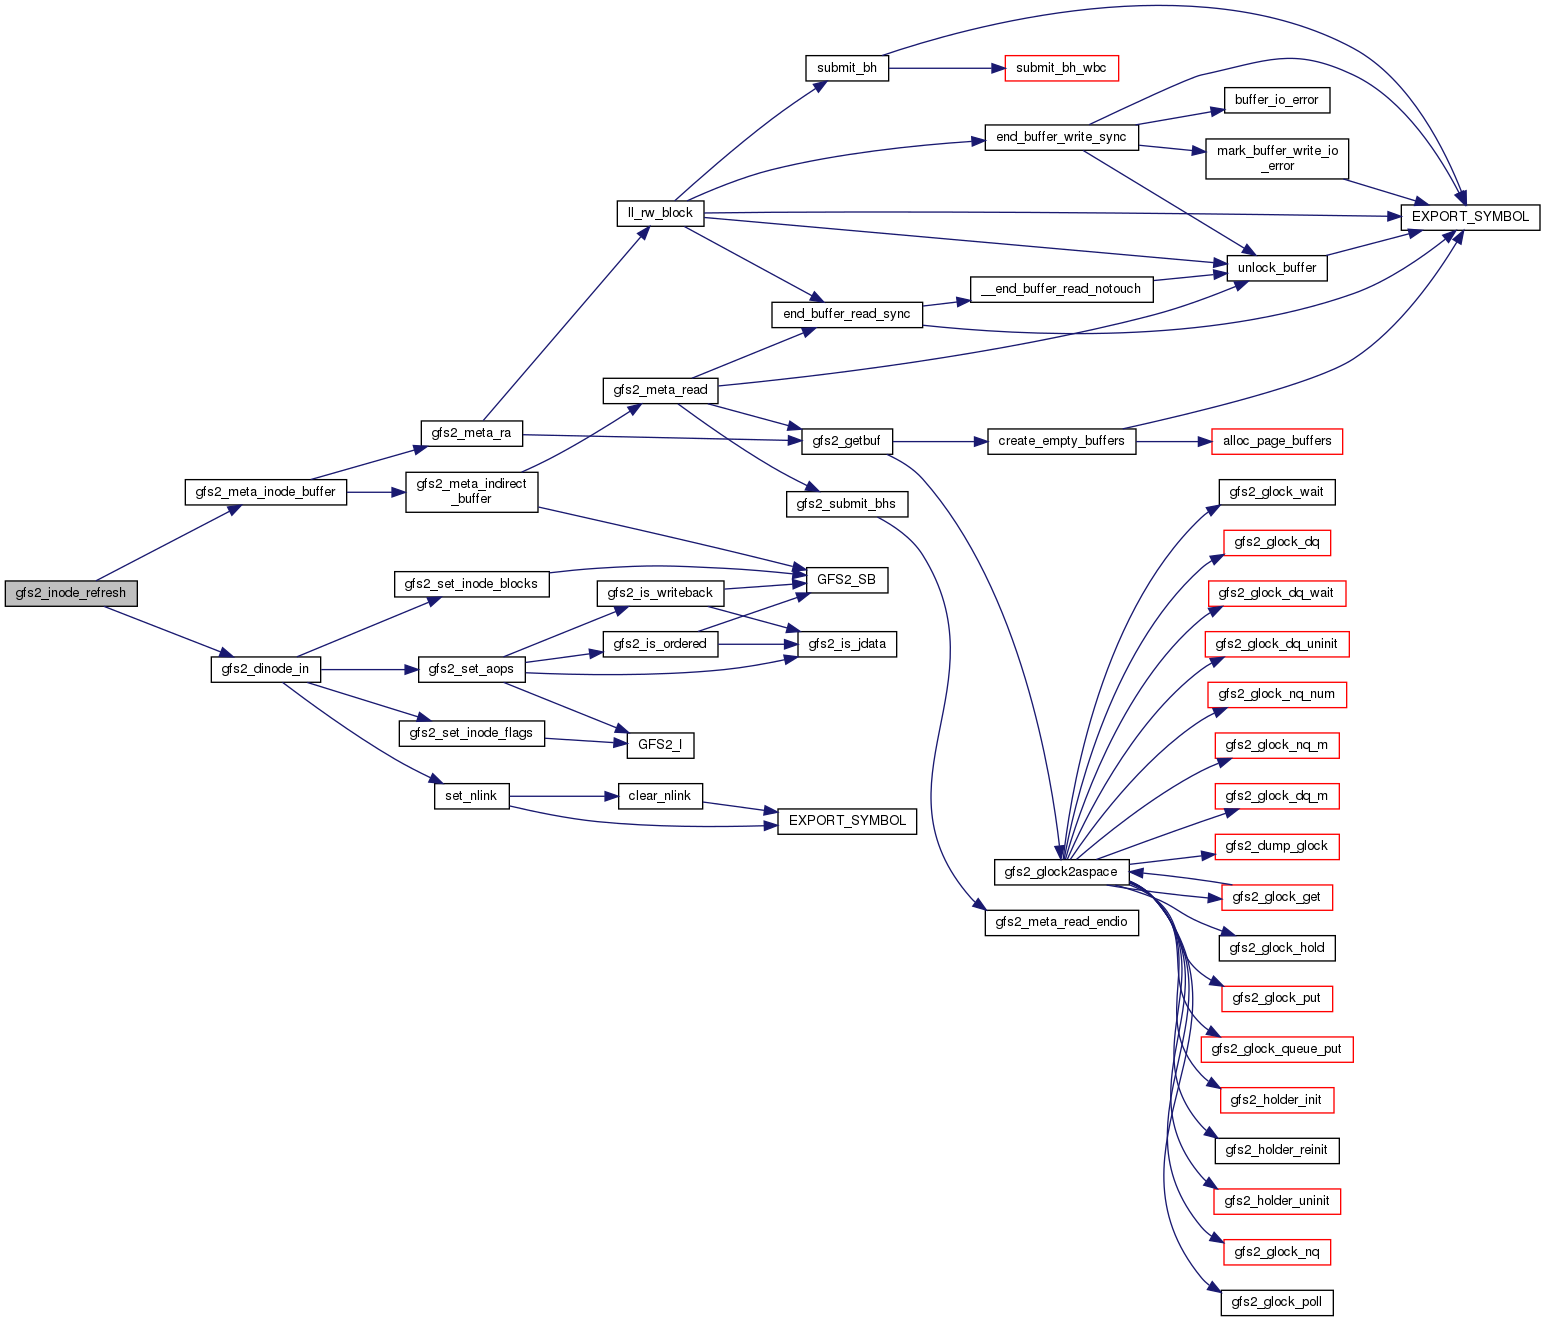 submit_bh
submit_bh_wbc
buffer_io_error
end_buffer_write_sync
mark_buffer_write_io
_error
ll_rw_block
EXPORT_SYMBOL
unlock_buffer
__end_buffer_read_notouch
end_buffer_read_sync
gfs2_meta_read
gfs2_meta_ra
gfs2_getbuf
create_empty_buffers
alloc_page_buffers
gfs2_meta_inode_buffer
gfs2_meta_indirect
_buffer
gfs2_submit_bhs
gfs2_glock_wait
gfs2_glock_dq
gfs2_inode_refresh
gfs2_set_inode_blocks
gfs2_is_writeback
GFS2_SB
gfs2_glock_dq_wait
gfs2_is_ordered
gfs2_is_jdata
gfs2_glock_dq_uninit
gfs2_dinode_in
gfs2_set_aops
gfs2_glock_nq_num
gfs2_set_inode_flags
GFS2_I
gfs2_glock_nq_m
set_nlink
clear_nlink
gfs2_glock_dq_m
EXPORT_SYMBOL
gfs2_dump_glock
gfs2_glock2aspace
gfs2_glock_get
gfs2_meta_read_endio
gfs2_glock_hold
gfs2_glock_put
gfs2_glock_queue_put
gfs2_holder_init
gfs2_holder_reinit
gfs2_holder_uninit
gfs2_glock_nq
gfs2_glock_poll